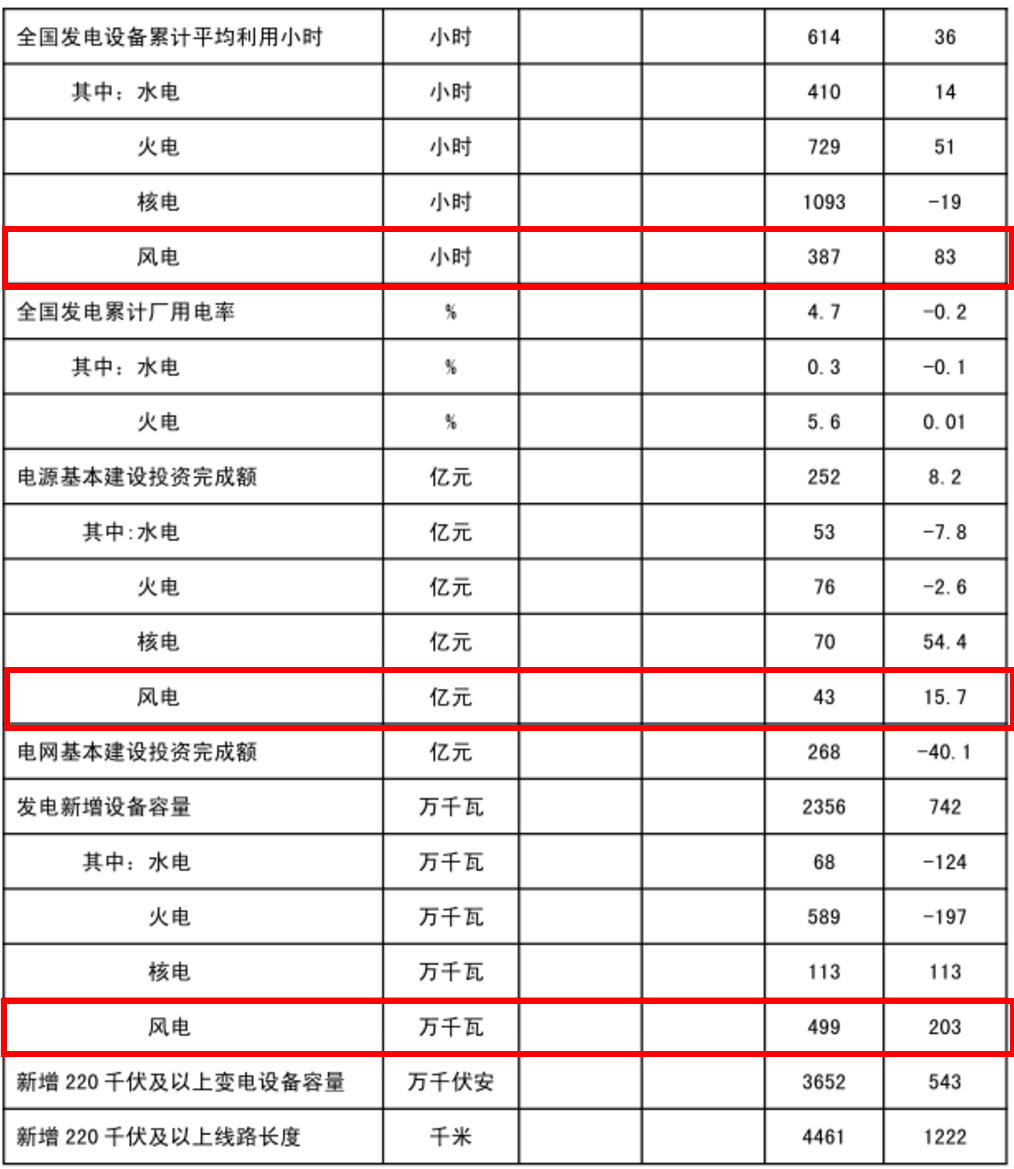 全国发电设备累计平均利用小时 小时 614 36
其中：水电 小时 410 14
火电 小时 729 51
核电 小时 1093 -19
风电 小时 387 83
全国发电累计厂用电率 % 4.7 -0.2
其中：水电 % 0.3 -0.1
火电 % 5.6 0.01
电源基本建设投资完成额 亿元 252 8.2
其中:水电 亿元 53 -7.8
火电 亿元 76 -2.6
核电 亿元 70 54.4
风电 亿元 43 15.7
电网基本建设投资完成额 亿元 268 -40.1
发电新增设备容量 万千瓦 2356 742
其中：水电 万千瓦 68 -124
火电 万千瓦 589 -197
核电 万千瓦 113 113
风电 万千瓦 499 203
新增 220 千伏及以上变电设备容量 万千伏安 3652 543
新增 220 千伏及以上线路长度 千米 4461 1222